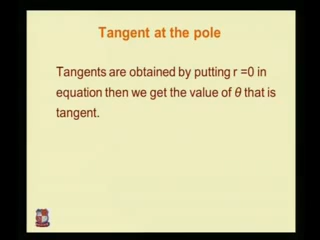 Tangent at the pole
Tangents are obtained by putting r =0 in
equation then we get the value of θ that is
tangent.